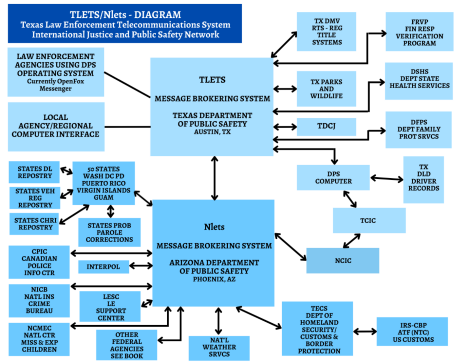 TLETS/Nlets - DIAGRAM
Texas Law Enforcement Telecommunications System
International Justice and Public Safety Network
LAW ENFORCEMENT
AGENCIES USING DPS
OPERATING SYSTEM
Currently OpenFox
Messenger
LOCAL
AGENCY/REGIONAL
COMPUTER INTERFACE
TLETS
MESSAGE BROKERING SYSTEM
TEXAS DEPARTMENT
OF PUBLIC SAFETY
AUSTIN, TX
TX DMV
RTS - REG
TITLE SYSTEMS
FRVP
FIN RESP
VERIFICATION
PROGRAM
TX PARKS
AND
WILDLIFE
DSHS
DEPT STATE
HEALTH SERVICES
TDCJ
DFPS
DEPT FAMILY
PROT SRVCS
DPS
COMPUTER
TX
DLD
DRIVER
RECORDS
TCIC
NCIC
STATES DL
REPOSTRY
STATES VEH
REG
REPOSTRY
STATES CHRI
REPOSTRY
50 STATES
WASH DC PD
PUERTO RICO
VIRGIN ISLANDS
GUAM
STATES PROB
PAROLE
CORRECTIONS
Nlets
MESSAGE BROKERING SYSTEM
ARIZONA DEPARTMENT
OF PUBLIC SAFETY
PHOENIX, AZ
CPIC
CANADIAN
POLICE
INFO CTR
INTERPOL
NICB
NATL INS
CRIME
BUREAU
LESC
LE
SUPPORT
CENTER
NCMEC
NATL CTR
MISS & EXP
CHILDREN
OTHER
FEDERAL
AGENCIES
SEE BOOK
NAT'L
WEATHER
SRVCS
TECS
DEPT OF
HOMELAND
SECURITY/
CUSTOMS &
BORDER
PROTECTION
IRS-CBP
ATF (NTC)
US CUSTOMS